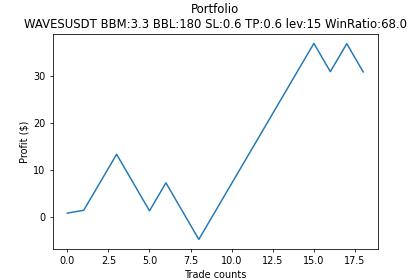 Portfolio
WAVESUSDT BBM:3.3 BBL:180 SL:0.6 TP:0.6 lev:15 WinRatio:68.0
Profit ($)
30
20
10
0
0.0 2.5 5.0 7.5 10.0 12.5 15.0 17.5
Trade counts